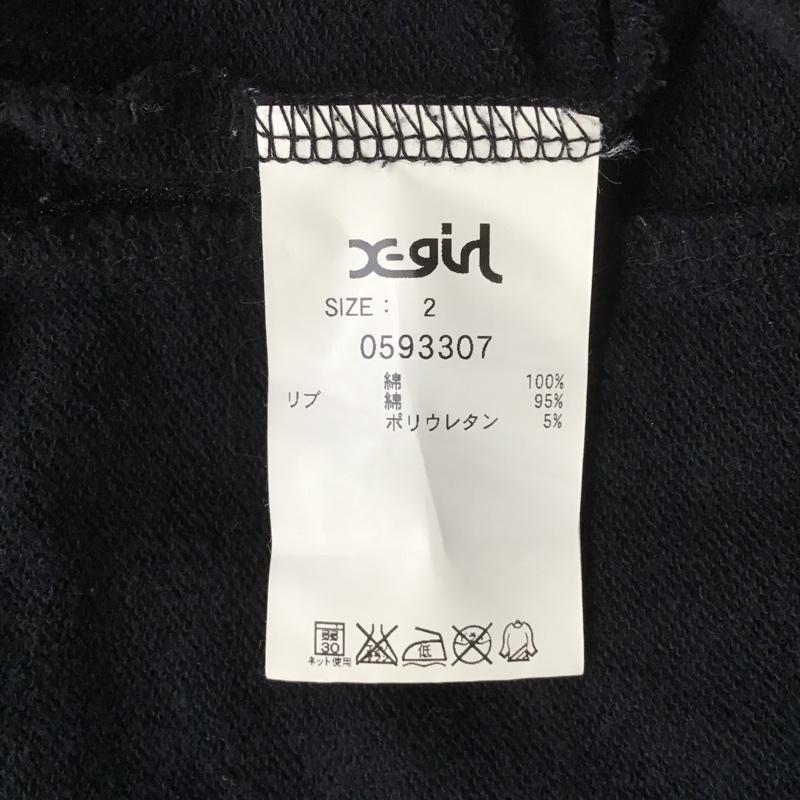 X-girl
SIZE : 2
0593307
綿 100%
リブ 綿 95%
ポリウレタン 5%
弱
30
低
ネット使用